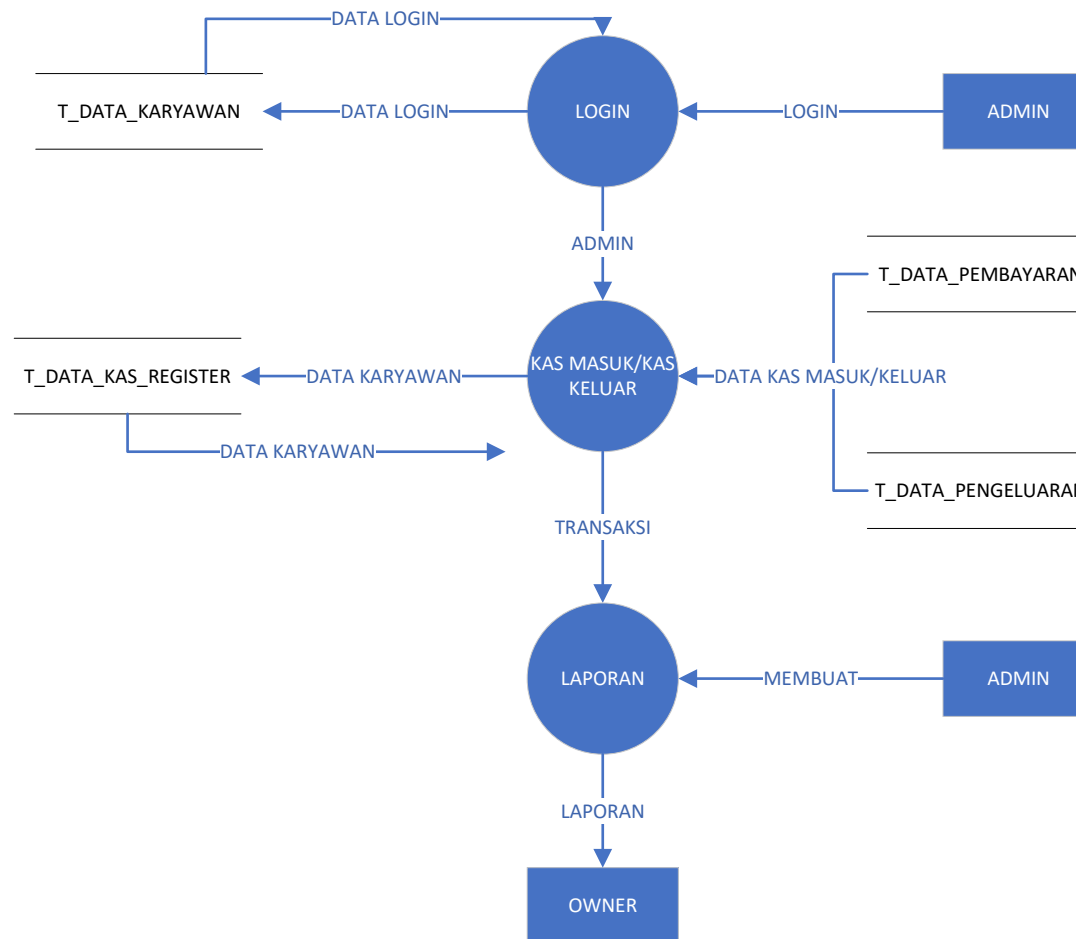 DATA LOGIN
T_DATA_KARYAWAN
DATA LOGIN
LOGIN
LOGIN
ADMIN
ADMIN
T_DATA_PEMBAYARAN
T_DATA_KAS_REGISTER
DATA KARYAWAN
KAS MASUK/KAS
KELUAR
DATA KAS MASUK/KELUAR
DATA KARYAWAN
T_DATA_PENGELUARAN
TRANSAKSI
LAPORAN
MEMBUAT
ADMIN
LAPORAN
OWNER